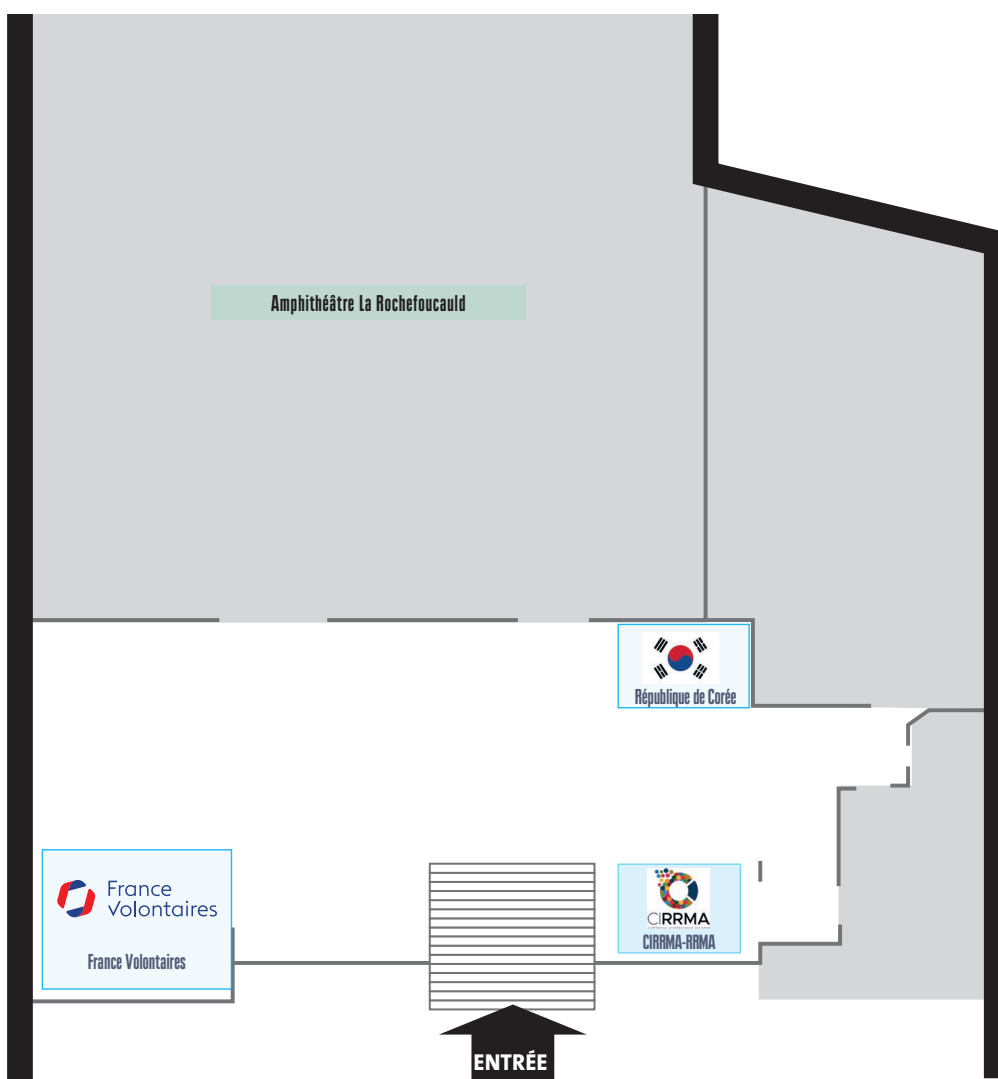 Amphithéâtre La Rochefoucauld
République de Corée
France
Volontaires
France Volontaires
CIRRMA
CIRRMA-RRMA
ENTRÉE